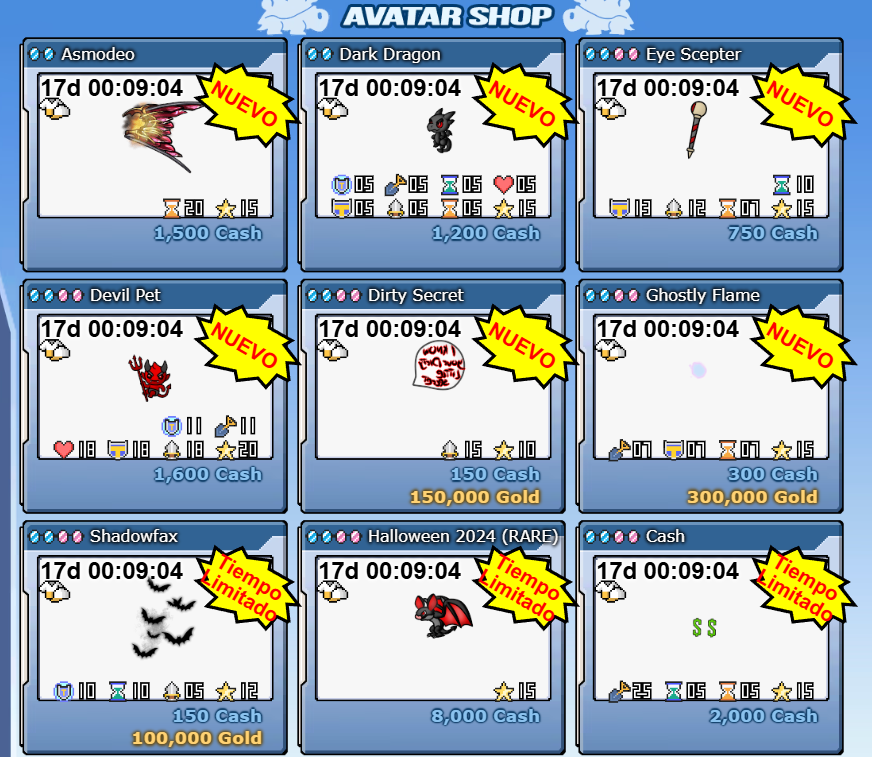 AVATAR SHOP
Asmodeo
17d 00:09:04
NUEVO
20 15
1,500 Cash
Dark Dragon
17d 00:09:04
NUEVO
05 05 05 05
05 05 05 15
1,200 Cash
Eye Scepter
17d 00:09:04
NUEVO
10
13 12 07 15
750 Cash
Devil Pet
17d 00:09:04
NUEVO
11 11
18 18 18 20
1,600 Cash
Dirty Secret
17d 00:09:04
NUEVO
I KNOW
YOUR DIRTY
LITTLE
SECRET
15 10
150 Cash
150,000 Gold
Ghostly Flame
17d 00:09:04
NUEVO
07 07 07 15
300 Cash
300,000 Gold
Shadowfax
17d 00:09:04
Tiempo
Limitado
10 10 05 12
150 Cash
100,000 Gold
Halloween 2024 (RARE)
17d 00:09:04
Tiempo
Limitado
15
8,000 Cash
Cash
17d 00:09:04
Tiempo
Limitado
$$
25 05 05 15
2,000 Cash